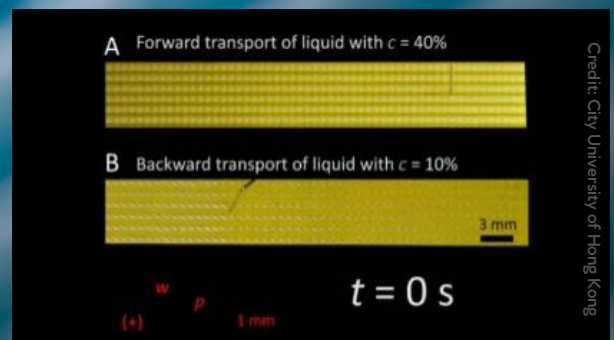 A Forward transport of liquid with c = 40%
B Backward transport of liquid with c = 10%
3 mm
t = 0 s
w
p
(+)
1 mm
Credit: City University of Hong Kong